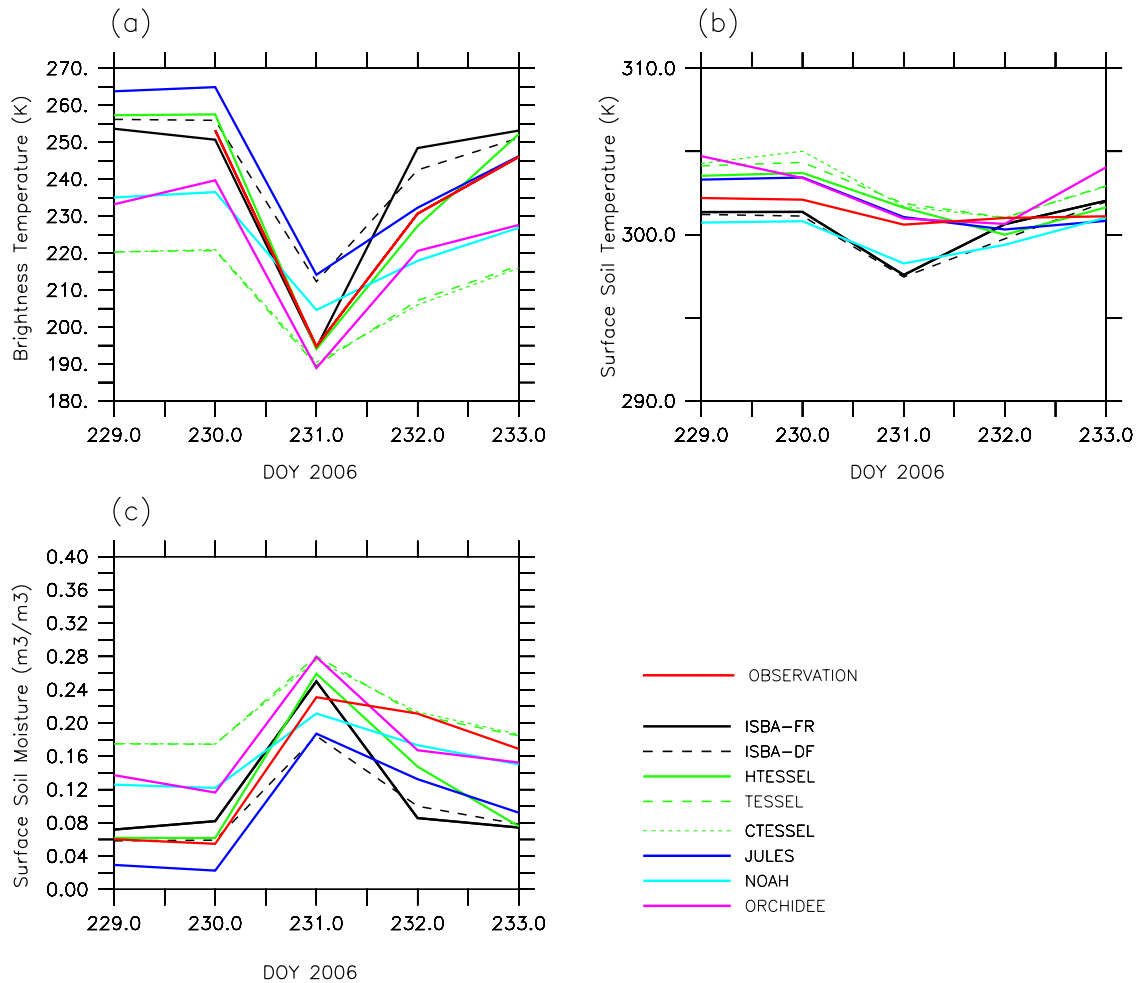 (a)
Brightness Temperature (K)
270.
260.
250.
240.
230.
220.
210.
200.
190.
180.
229.0 230.0 231.0 232.0 233.0
DOY 2006
(b)
Surface Soil Temperature (K)
310.0
300.0
290.0
229.0 230.0 231.0 232.0 233.0
DOY 2006
(c)
Surface Soil Moisture (m3/m3)
0.40
0.36
0.32
0.28
0.24
0.20
0.16
0.12
0.08
0.04
0.00
229.0 230.0 231.0 232.0 233.0
DOY 2006
OBSERVATION
ISBA-FR
ISBA-DF
HTESSEL
TESSEL
CTESSEL
JULES
NOAH
ORCHIDEE